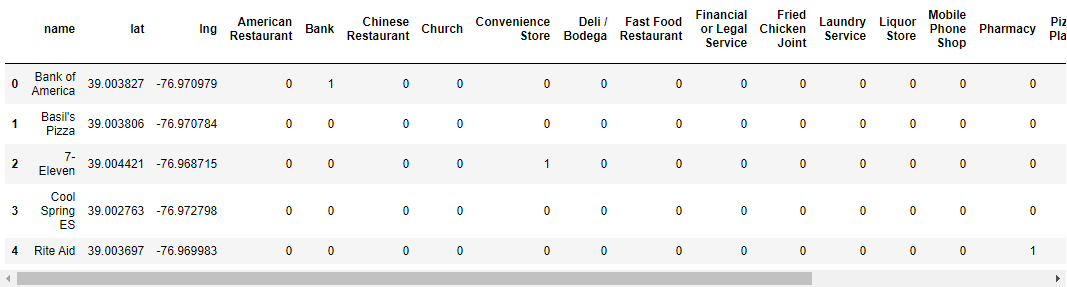 name lat lng American Restaurant Bank Chinese Restaurant Church Convenience Store Deli / Bodega Fast Food Restaurant Financial or Legal Service Fried Chicken Joint Laundry Service Liquor Store Mobile Phone Shop Pharmacy Piz Pla
0 Bank of America 39.003827 -76.970979 0 1 0 0 0 0 0 0 0 0 0 0 0
1 Basil's Pizza 39.003806 -76.970784 0 0 0 0 0 0 0 0 0 0 0 0 0
2 7-Eleven 39.004421 -76.968715 0 0 0 0 1 0 0 0 0 0 0 0 0
3 Cool Spring ES 39.002763 -76.972798 0 0 0 0 0 0 0 0 0 0 0 0 0
4 Rite Aid 39.003697 -76.969983 0 0 0 0 0 0 0 0 0 0 0 0 1